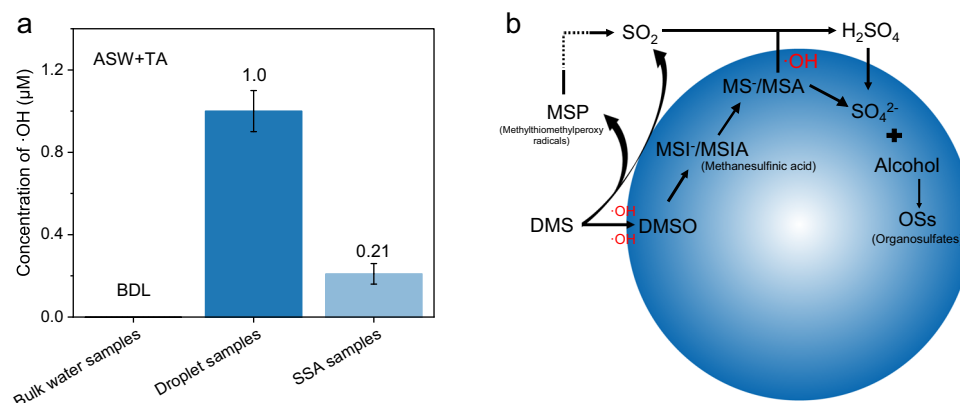 a
Concentration of ·OH (μM)
1.2
0.8
0.4
0.0
ASW+TA
1.0
0.21
BDL
Bulk water samples
Droplet samples
SSA samples
b
SO₂
H₂SO₄
·OH
MS⁻/MSA
SO₄²⁻
MSP
(Methylthiomethylperoxy
radicals)
MSI⁻/MSIA
(Methanesulfinic acid)
+
Alcohol
·OH
DMS
DMSO
·OH
OSs
(Organosulfates)